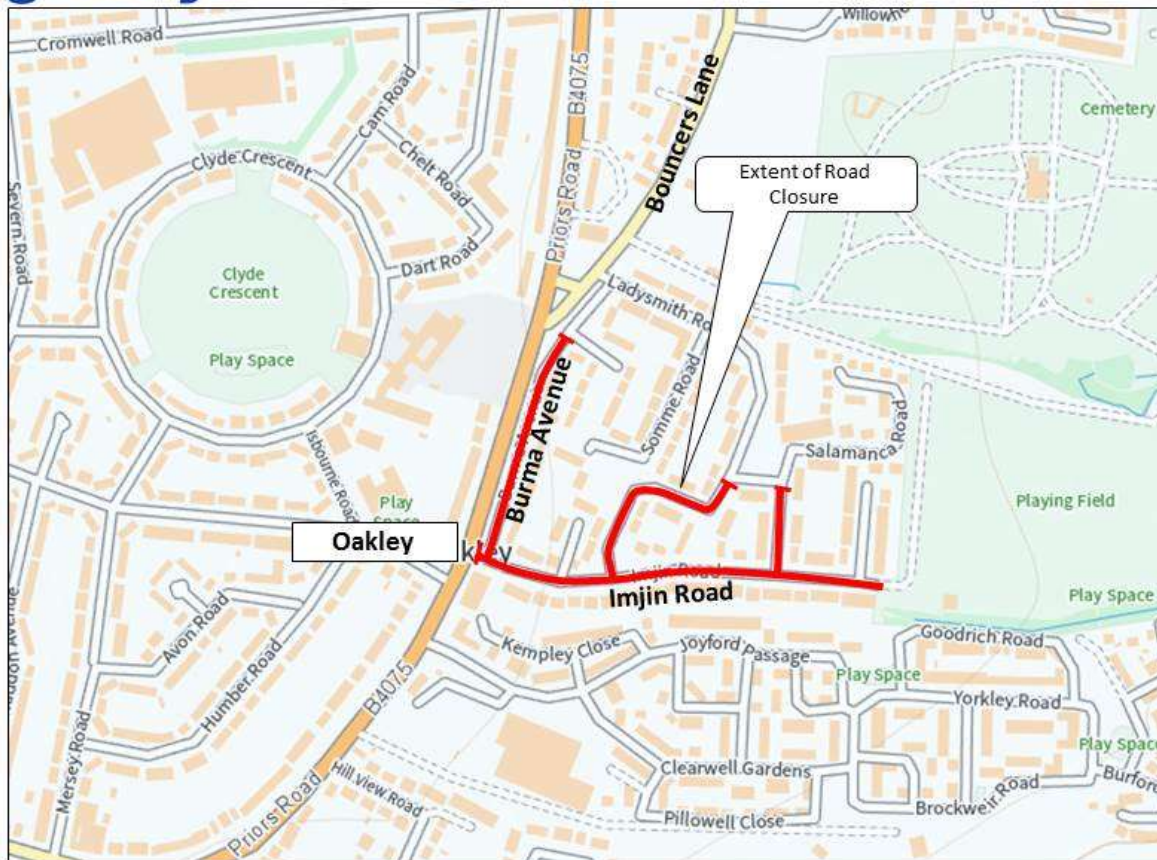 Cromwell Road
Willowh
Cam Road
B4075
Cemetery
Clyde Crescent
Chelt Road
Priors Road
Bouncers Lane
Extent of Road
Closure
Severn Road
Dart Road
Clyde
Crescent
Ladysmith Ro
Play Space
Burma Avenue
Somme Road
Salamanca Road
Isbourne Road
Play
Space
Playing Field
Oakley
kley
Imjin Road
Imjin Road
Play Space
Avon Road
Kempley Close
Joyford Passage
Goodrich Road
Play Space
Humber Road
B4075
Yorkley Road
Mersey Road
Play Space
Hill view Road
Clearwell Gardens
Burford
Brockweir Road
Priors Road
Pillowell Close